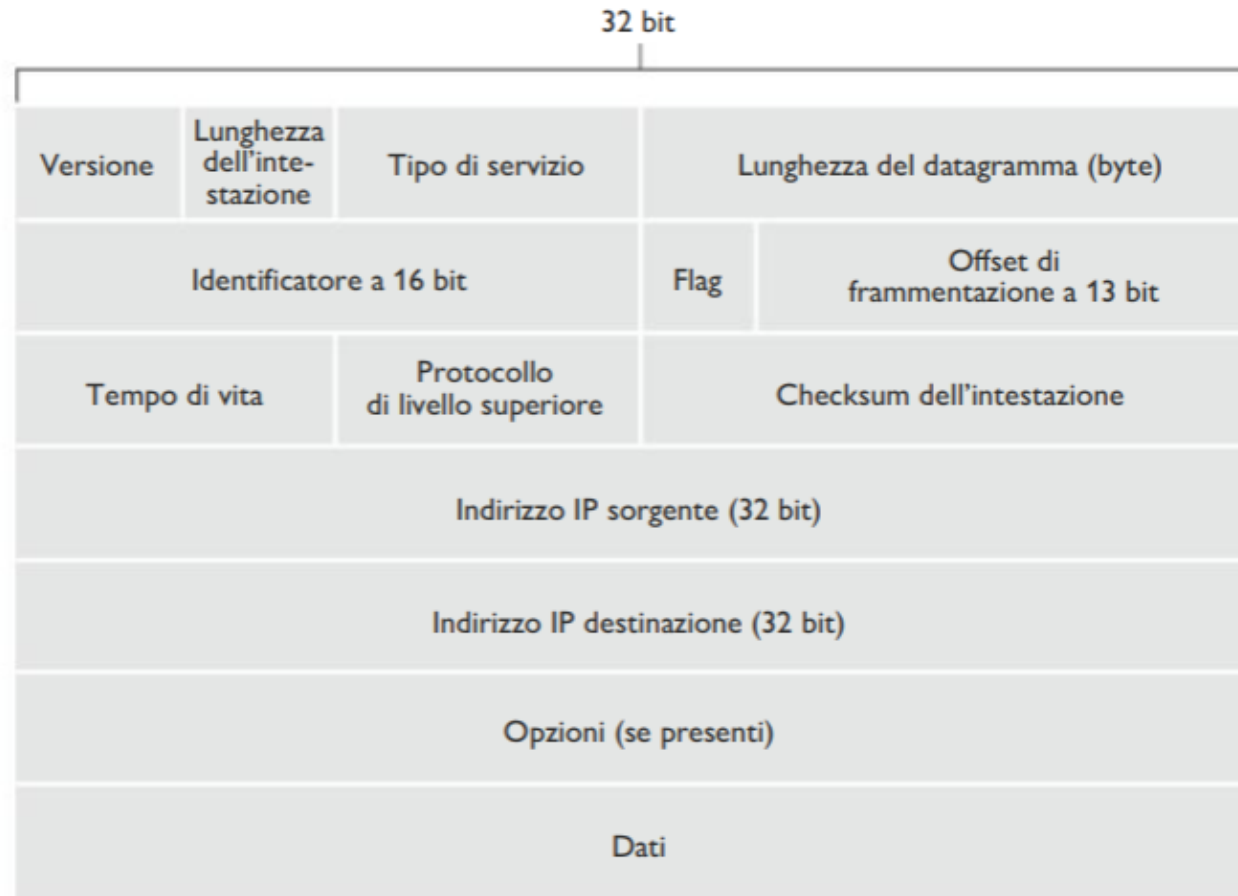 32 bit
Versione
Lunghezza
dell'inte-
stazione
Tipo di servizio
Lunghezza del datagramma (byte)
Identificatore a 16 bit
Flag
Offset di
frammentazione a 13 bit
Tempo di vita
Protocollo
di livello superiore
Checksum dell'intestazione
Indirizzo IP sorgente (32 bit)
Indirizzo IP destinazione (32 bit)
Opzioni (se presenti)
Dati